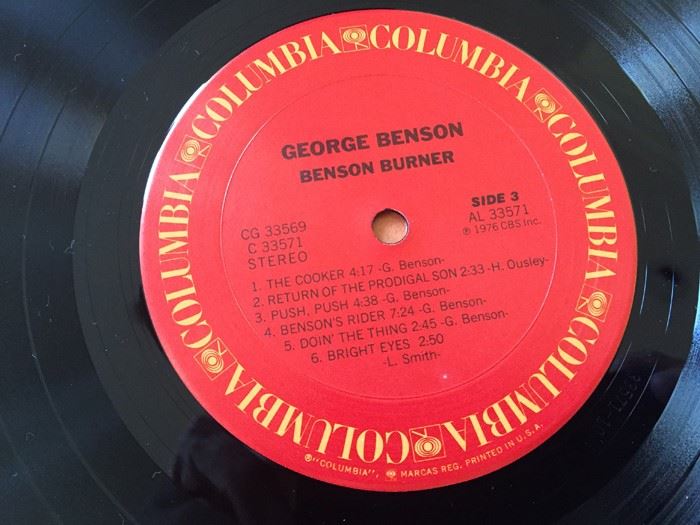 COLUMBIA COLUMBIA COLUMBIA COLUMBIA COLUMBIA COLUMBIA COLUMBIA COLUMBIA
GEORGE BENSON
BENSON BURNER
CG 33569
C 33571
STEREO
SIDE 3
AL 33571
℗ 1976 CBS Inc.
1. THE COOKER 4:17 -G. Benson-
2. RETURN OF THE PRODIGAL SON 2:33 -H. Ousley-
3. PUSH, PUSH 4:38 -G. Benson-
4. BENSON'S RIDER 7:24 -G. Benson-
5. DOIN' THE THING 2:45 -G. Benson-
6. BRIGHT EYES 2:50
-L. Smith-
®"COLUMBIA", MARCAS REG. PRINTED IN U.S.A.